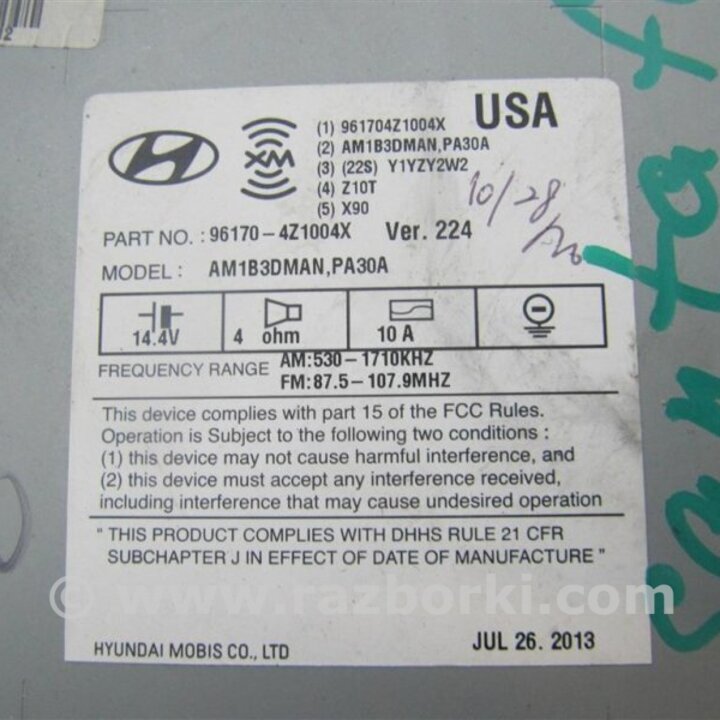 2
USA
XM
(1) 961704Z1004X
(2) AM1B3DMAN,PA30A
(3) (22S) Y1YZY2W2
(4) Z10T
(5) X90
10/28
PART NO. : 96170-4Z1004X Ver. 224
MODEL : AM1B3DMAN,PA30A
14.4V 4 ohm 10 A
FREQUENCY RANGE AM:530-1710KHZ
FM:87.5-107.9MHZ
This device complies with part 15 of the FCC Rules.
Operation is Subject to the following two conditions :
(1) this device may not cause harmful interference, and
(2) this device must accept any interference received,
including interference that may cause undesired operation
" THIS PRODUCT COMPLIES WITH DHHS RULE 21 CFR
SUBCHAPTER J IN EFFECT OF DATE OF MANUFACTURE "
© www.razborki.com
HYUNDAI MOBIS CO., LTD JUL 26. 2013
Santa fe